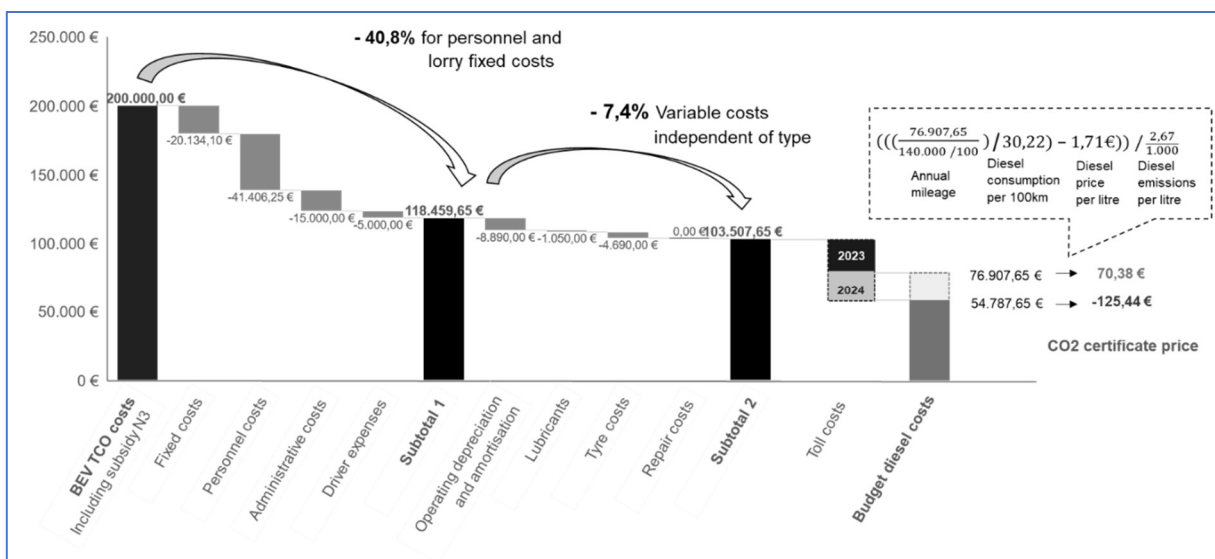 250.000 €
200.000 €
150.000 €
100.000 €
50.000 €
0 €
- 40,8% for personnel and
lorry fixed costs
- 7,4% Variable costs
independent of type
200.000,00 €
-20.134,10 €
-41.406,25 €
-15.000,00 €
-5.000,00 €
118.459,65 €
-8.890,00 €
-1.050,00 €
-4.690,00 €
0,00 €
103.507,65 €
2023
2024
(((76.907,65 / 140.000 /100)/30,22) − 1,71€)) / 2,67 / 1.000
Annual
mileage
Diesel
consumption
per 100km
Diesel
price
per litre
Diesel
emissions
per litre
76.907,65 €
70,38 €
54.787,65 €
-125,44 €
CO2 certificate price
BEV TCO costs
Including subsidy N3
Fixed costs
Personnel costs
Administrative costs
Driver expenses
Subtotal 1
Operating depreciation
and amortisation
Lubricants
Tyre costs
Repair costs
Subtotal 2
Toll costs
Budget diesel costs